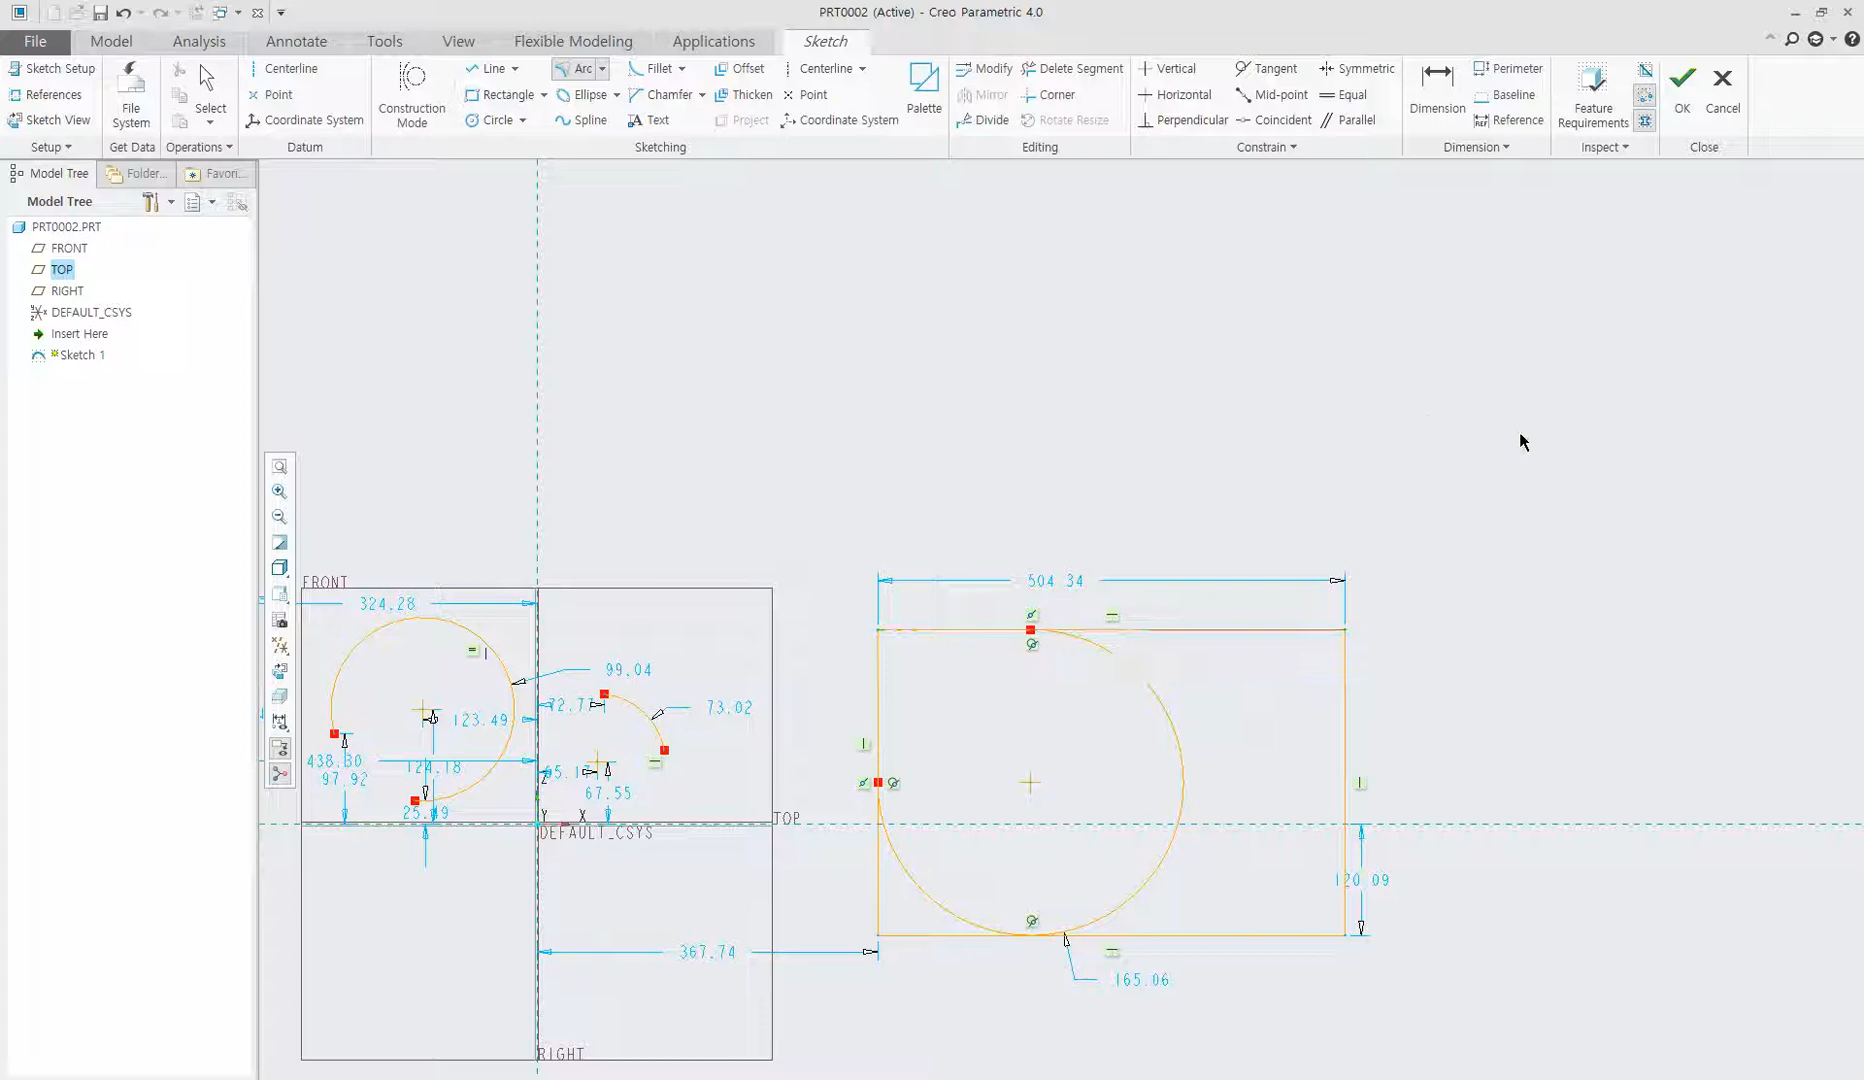 PRT0002 (Active) - Creo Parametric 4.0
File Model Analysis Annotate Tools View Flexible Modeling Applications Sketch
Sketch Setup
References
Sketch View
Setup
File System
Get Data
Select
Operations
Centerline
Point
Coordinate System
Datum
Construction Mode
Line Arc Fillet Offset Centerline
Rectangle Ellipse Chamfer Thicken Point
Circle Spline Text Project Coordinate System
Sketching
Palette
Modify Delete Segment
Mirror Corner
Divide Rotate Resize
Editing
Vertical Tangent Symmetric
Horizontal Mid-point Equal
Perpendicular Coincident Parallel
Constrain
Dimension
Perimeter
Baseline
Reference
Dimension
Feature Requirements
Inspect
OK Cancel
Close
Model Tree Folder... Favori...
Model Tree
PRT0002.PRT
FRONT
TOP
RIGHT
DEFAULT_CSYS
Insert Here
Sketch 1
FRONT
504.34
324.28
99.04
73.02
123.49
438.30
124.18
97.92
67.55
TOP
Y X
Z
DEFAULT_CSYS
120.09
367.74
165.06
RIGHT